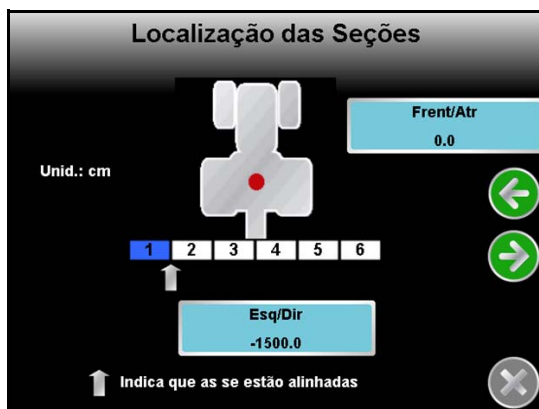 Localização das Seções
Frent/Atr
0.0
Unid.: cm
1 2 3 4 5 6
Esq/Dir
-1500.0
Indica que as se estão alinhadas